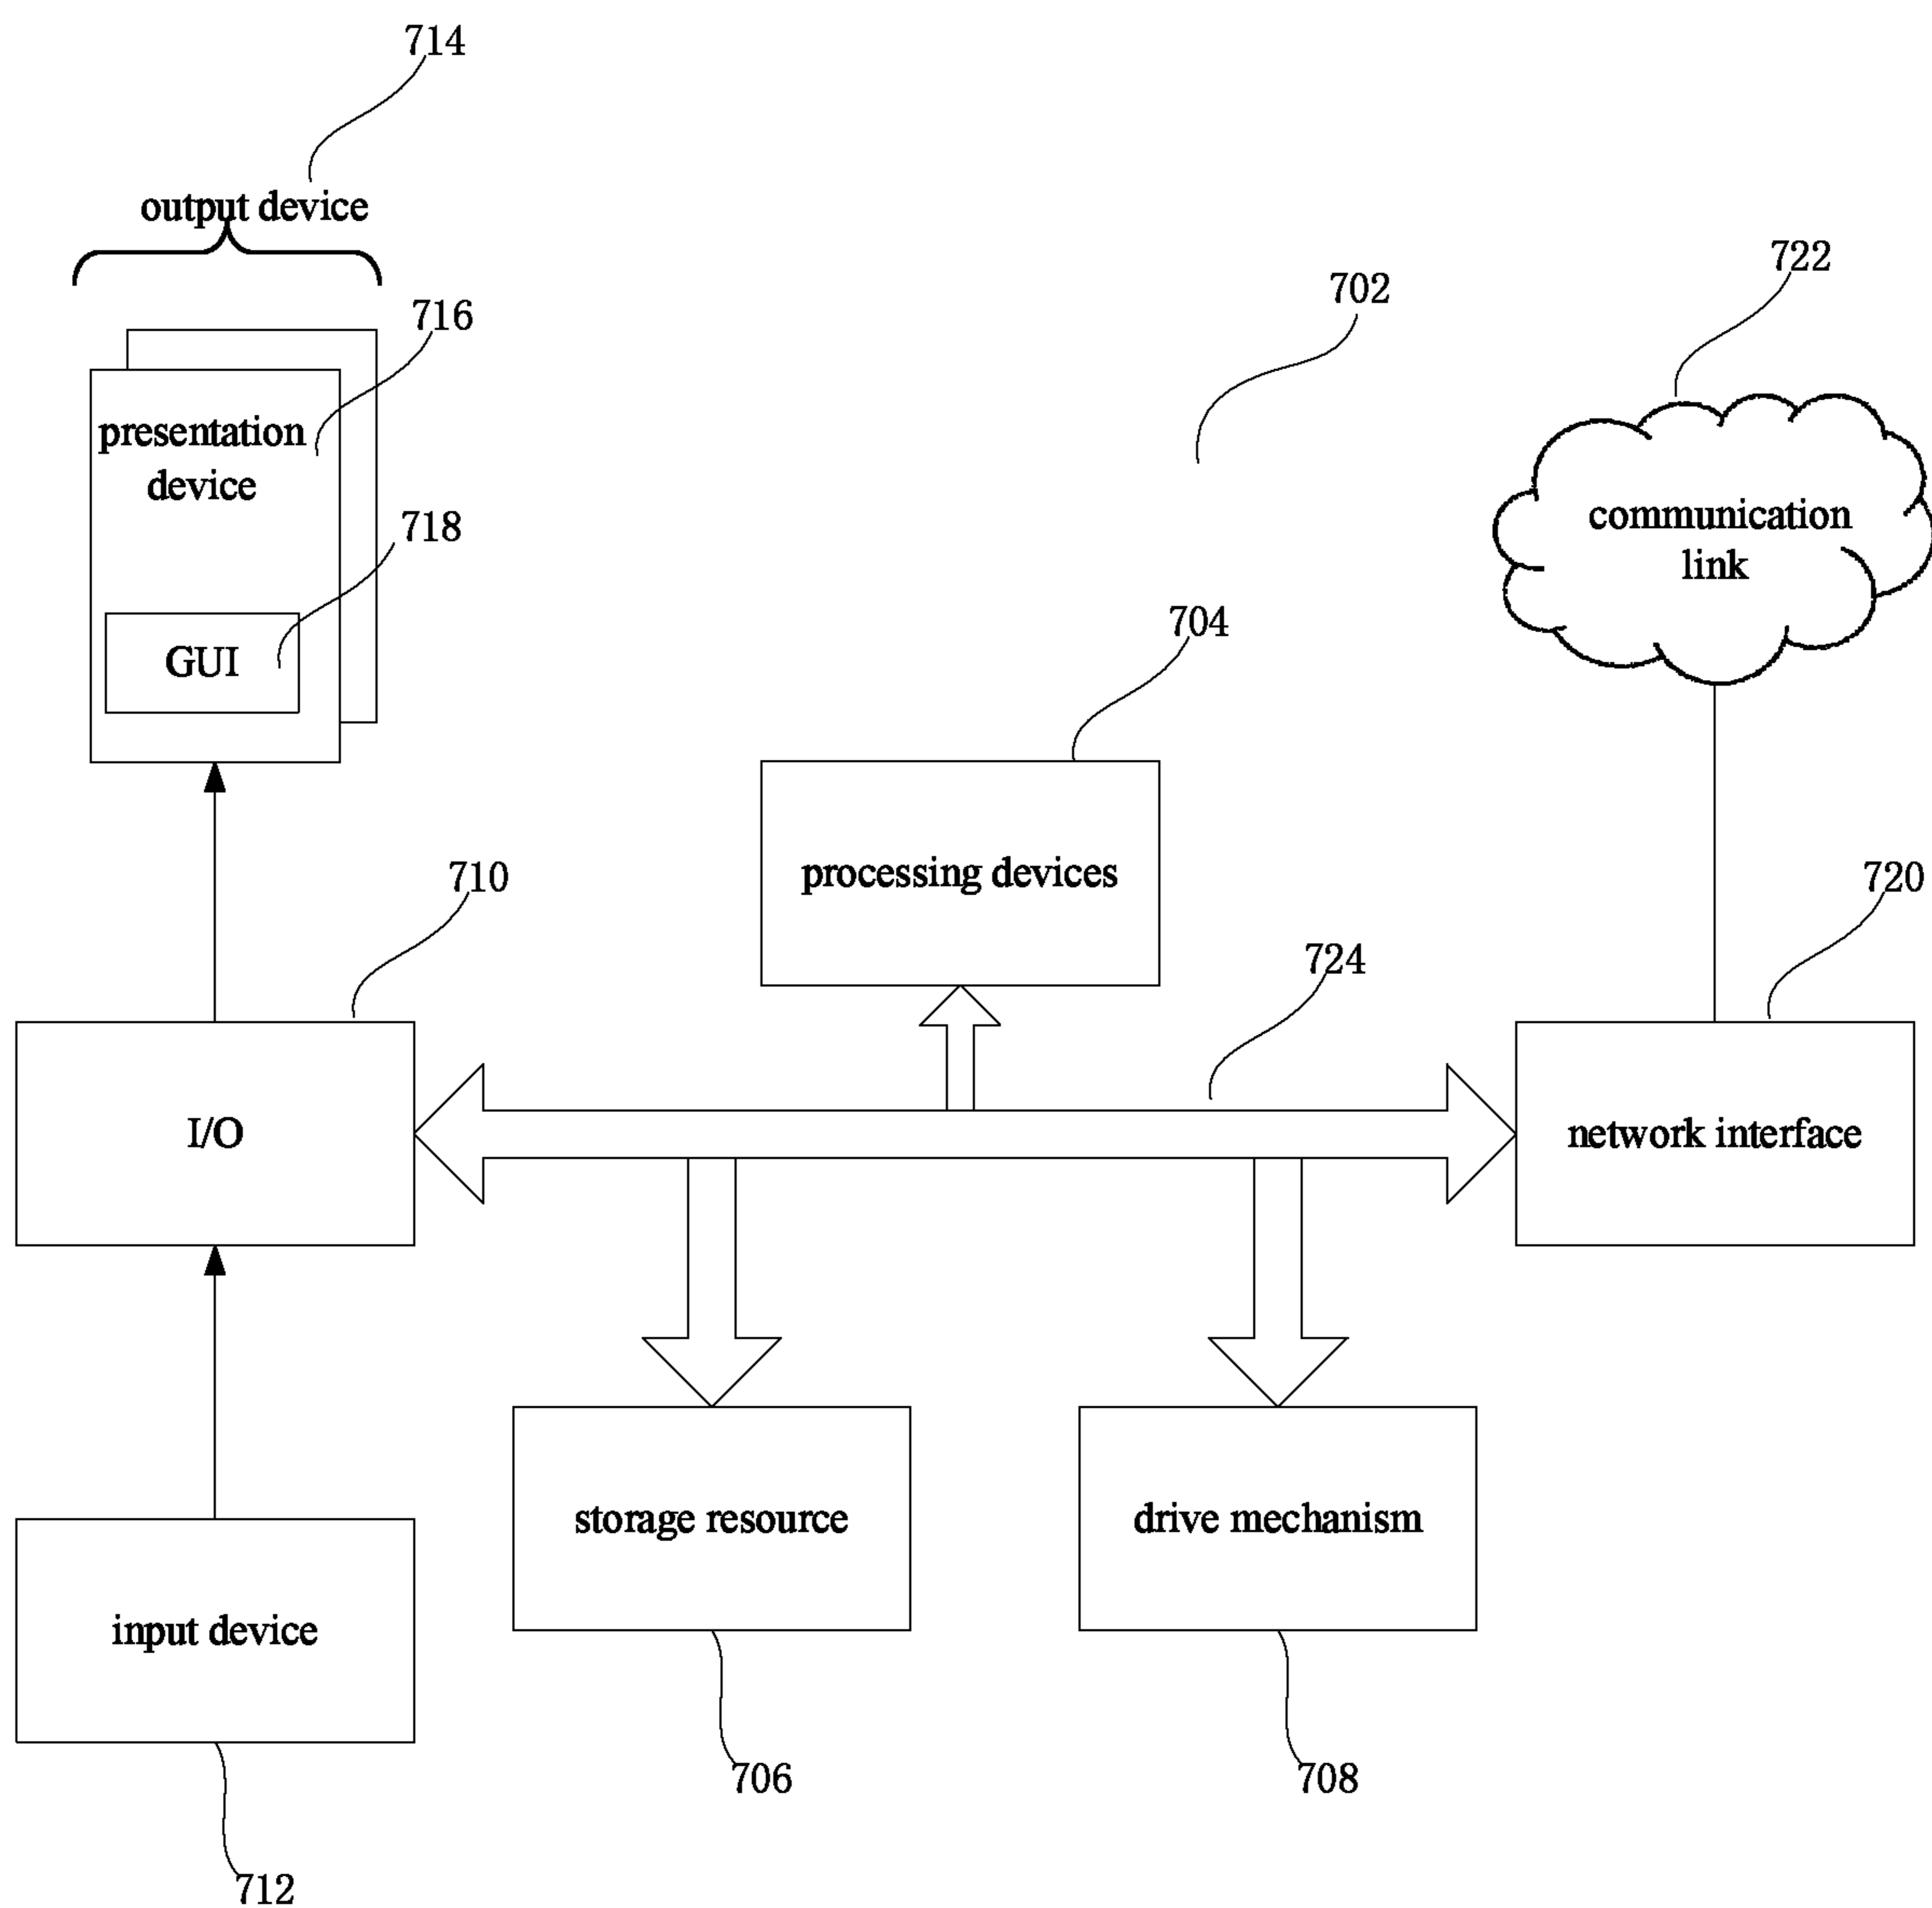 714
output device
722
702
716
presentation
device
communication
link
718
704
GUI
processing devices
710
720
724
I/O
network interface
storage resource
drive mechanism
input device
706
708
712